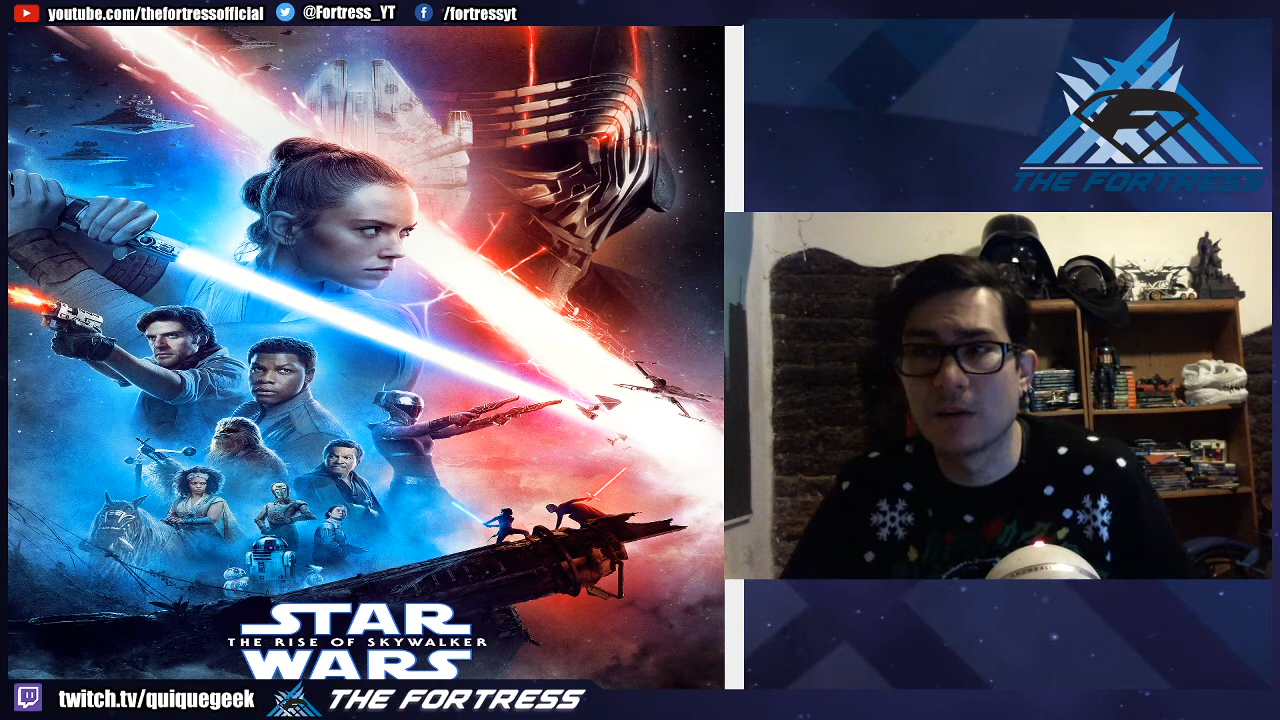 youtube.com/thefortressofficial
@Fortress_YT
/fortressyt
THE FORTRESS
STAR
THE RISE OF SKYWALKER
WARS
twitch.tv/quiquegeek
THE FORTRESS